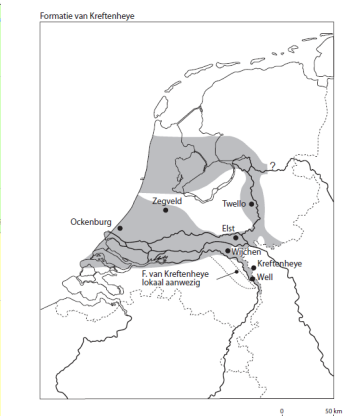 Formatie van Kreftenheye
?
Zegveld
Twello
Ockenburg
Elst
Wijchen
Kreftenheye
F. van Kreftenheye
lokaal aanwezig
Well
0 50 km